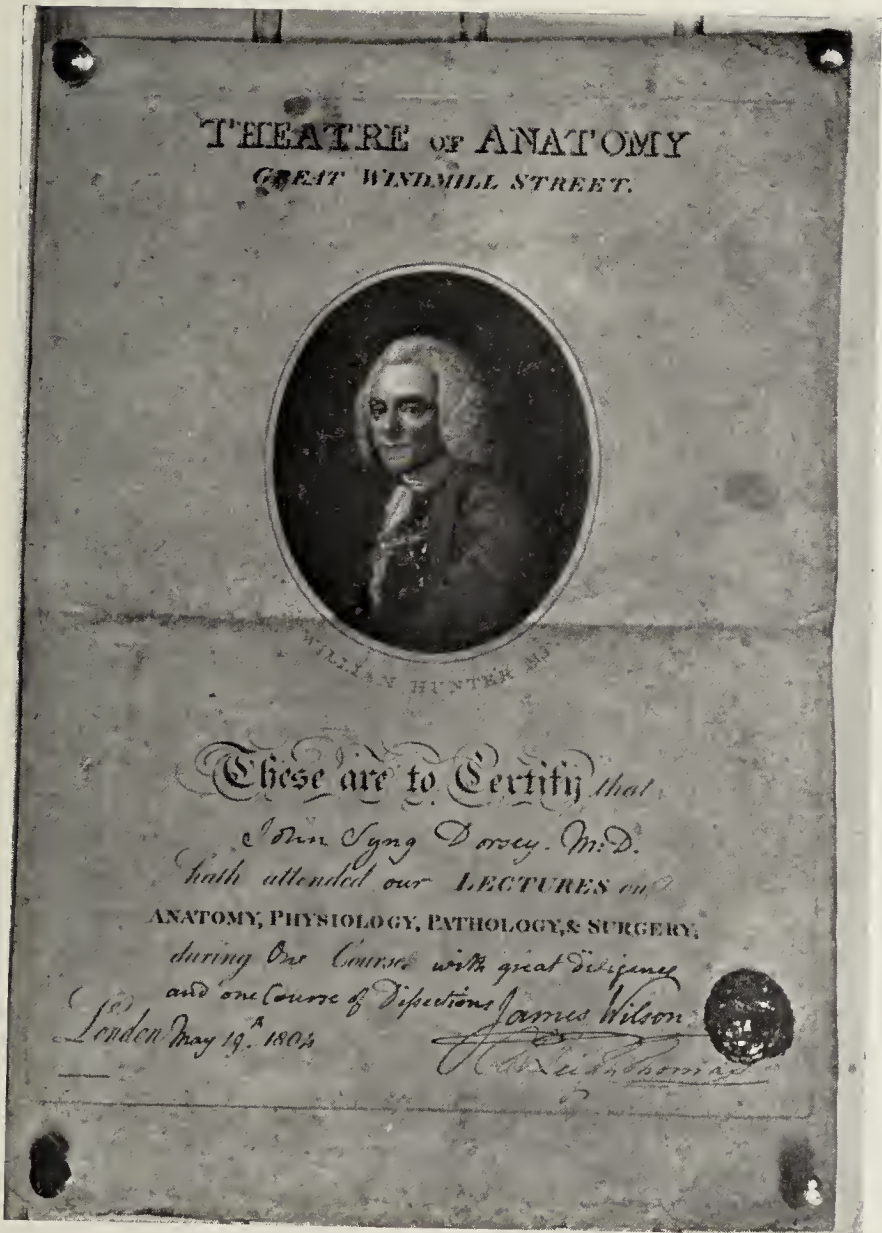 THEATRE OF ANATOMY
GREAT WINDMILL STREET.
WILLIAM HUNTER M.D.
These are to Certify that
John Syng Dorsey. M.D.
hath attended our LECTURES on
ANATOMY, PHYSIOLOGY, PATHOLOGY, & SURGERY,
during One Course with great diligence
and one Course of Dissections
James Wilson
London May 19th 1804
Thomas